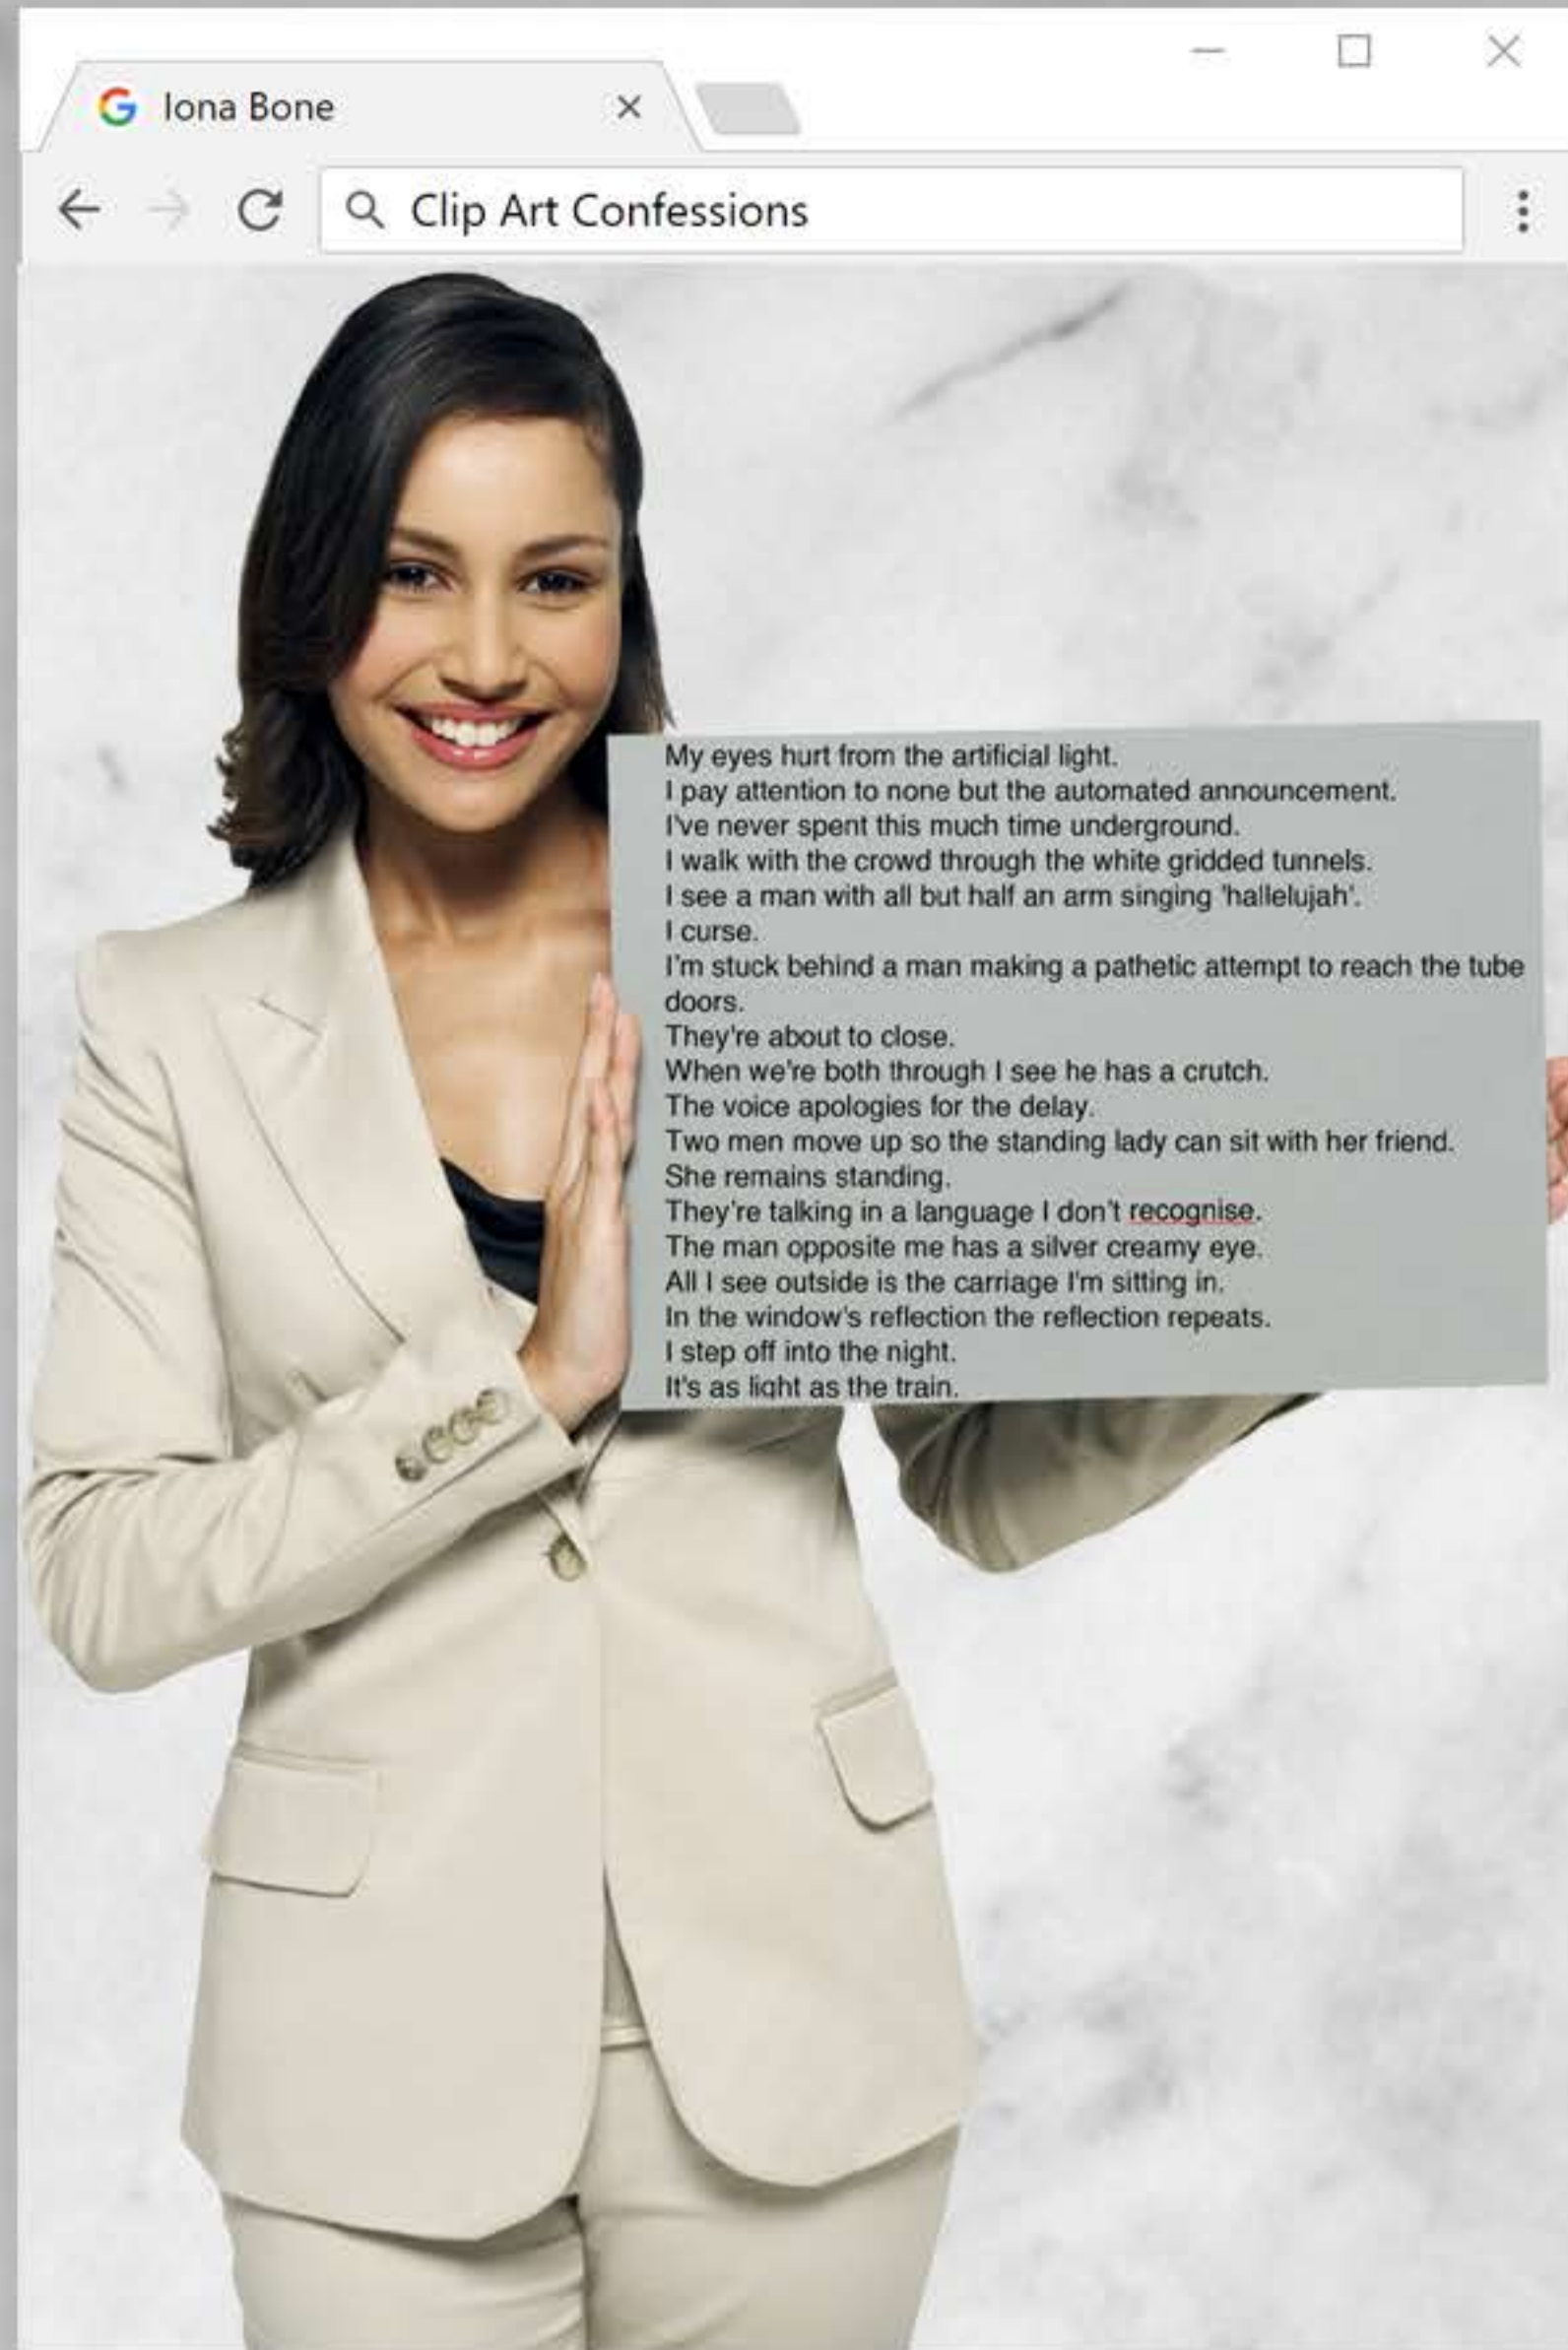 Iona Bone
Clip Art Confessions
My eyes hurt from the artificial light.
I pay attention to none but the automated announcement.
I've never spent this much time underground.
I walk with the crowd through the white gridded tunnels.
I see a man with all but half an arm singing 'hallelujah'.
I curse.
I'm stuck behind a man making a pathetic attempt to reach the tube
doors.
They're about to close.
When we're both through I see he has a crutch.
The voice apologies for the delay.
Two men move up so the standing lady can sit with her friend.
She remains standing.
They're talking in a language I don't recognise.
The man opposite me has a silver creamy eye.
All I see outside is the carriage I'm sitting in.
In the window's reflection the reflection repeats.
I step off into the night.
It's as light as the train.